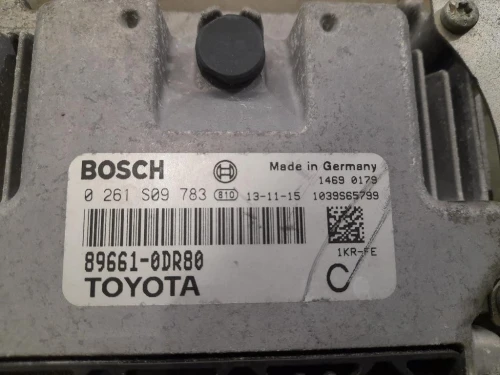 BOSCH Made in Germany
1469 0179
0 261 S09 783 B10 13-11-15 1039S65799
89661-0DR80 1KR-FE
TOYOTA C